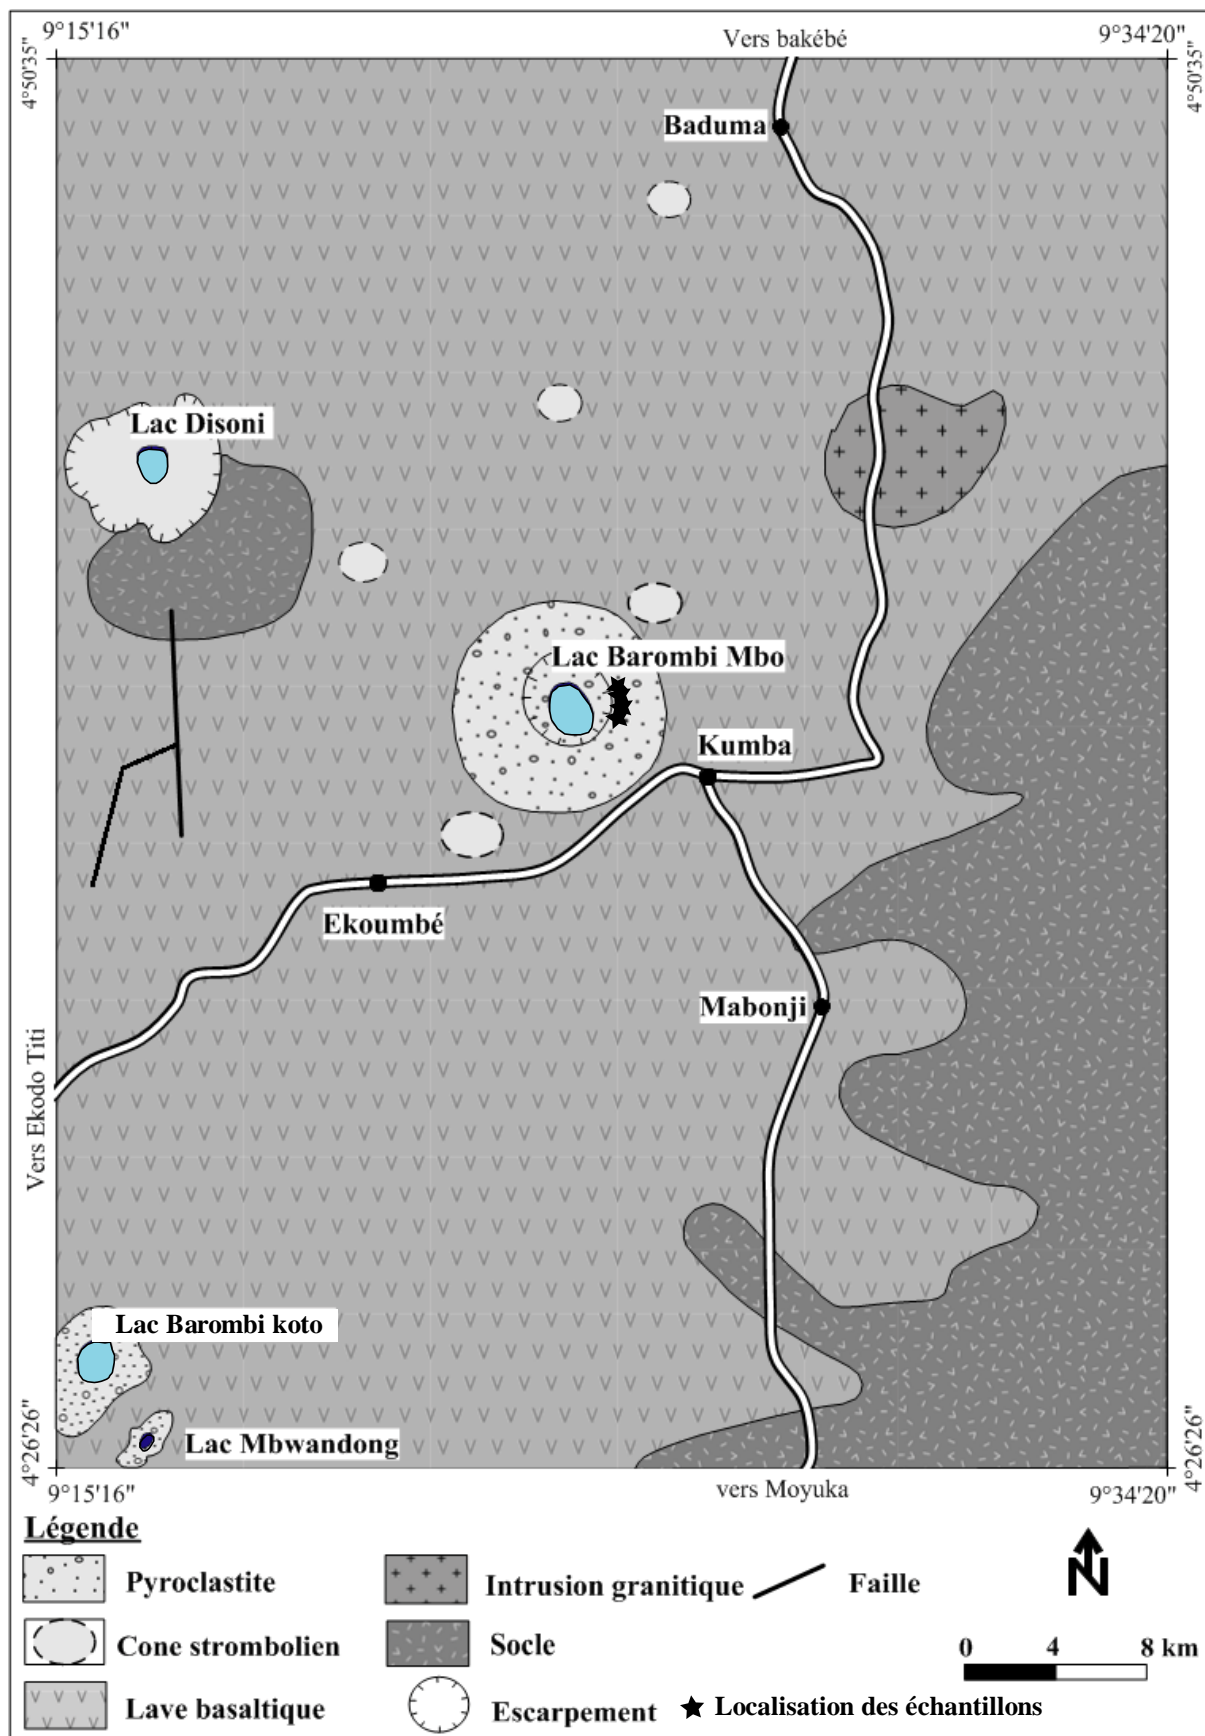 9°15'16"
Vers bakébé
9°34'20"
4°50'35"
4°50'35"
Baduma
Lac Disoni
Lac Barombi Mbo
Kumba
Ekoumbé
Mabonji
Vers Ekodo Titi
Lac Barombi koto
Lac Mbwandong
4°26'26"
4°26'26"
9°15'16"
vers Moyuka
9°34'20"
Légende
Pyroclastite
Intrusion granitique
Faille
N
Cone strombolien
Socle
0 4 8 km
Lave basaltique
Escarpement
Localisation des échantillons